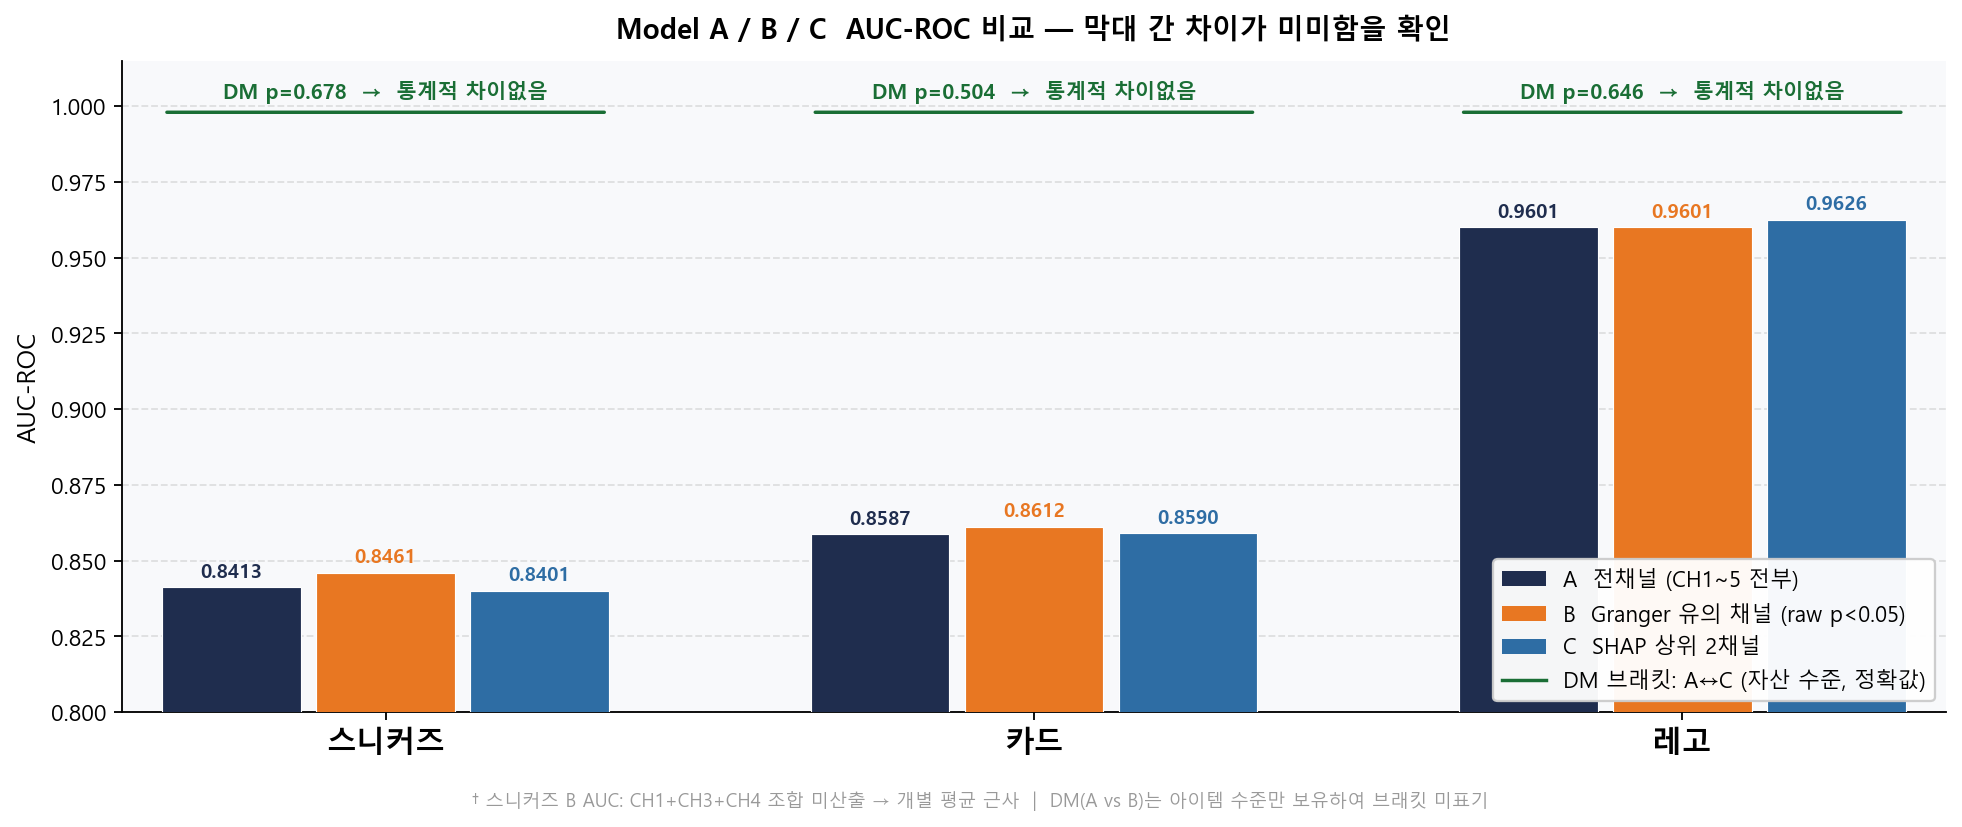 Model A / B / C  AUC-ROC 비교 — 막대 간 차이가 미미함을 확인
DM p=0.678 → 통계적 차이없음
DM p=0.504 → 통계적 차이없음
DM p=0.646 → 통계적 차이없음
AUC-ROC
1.000
0.975
0.950
0.925
0.900
0.875
0.850
0.825
0.800
0.8413
0.8461
0.8401
0.8587
0.8612
0.8590
0.9601
0.9601
0.9626
A 전채널 (CH1~5 전부)
B Granger 유의 채널 (raw p<0.05)
C SHAP 상위 2채널
DM 브래킷: A↔C (자산 수준, 정확값)
스니커즈
카드
레고
† 스니커즈 B AUC: CH1+CH3+CH4 조합 미산출 → 개별 평균 근사 | DM(A vs B)는 아이템 수준만 보유하여 브래킷 미표기